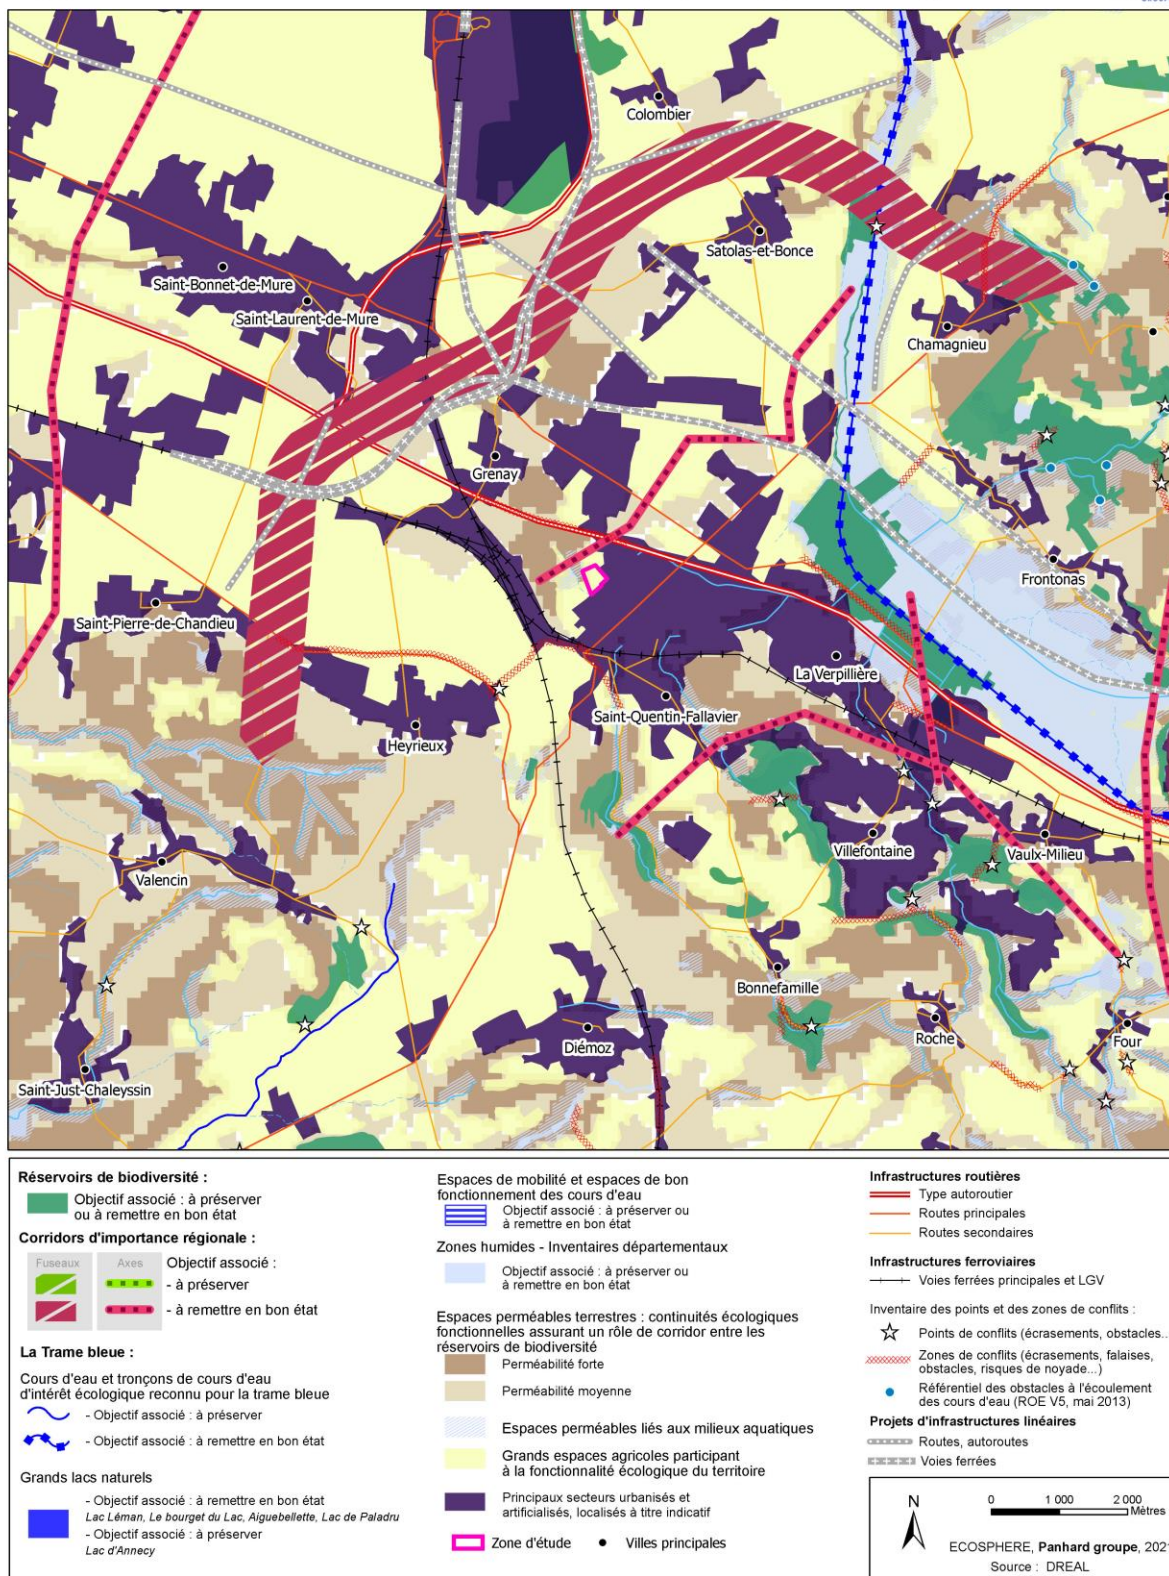 Colombier
Satolas-et-Bonce
Saint-Bonnet-de-Mure
Saint-Laurent-de-Mure
Chamagnieu
Grenay
Frontonas
Saint-Pierre-de-Chandieu
La Verpillière
Saint-Quentin-Fallavier
Heyrieux
Villefontaine
Vaulx-Milieu
Valencin
Bonnefamille
Diémoz
Roche
Four
Saint-Just-Chaleyssin
Réservoirs de biodiversité :
Objectif associé : à préserver
ou à remettre en bon état
Corridors d'importance régionale :
Fuseaux
Axes
Objectif associé :
- à préserver
- à remettre en bon état
La Trame bleue :
Cours d'eau et tronçons de cours d'eau
d'intérêt écologique reconnu pour la trame bleue
- Objectif associé : à préserver
- Objectif associé : à remettre en bon état
Grands lacs naturels
- Objectif associé : à remettre en bon état
Lac Léman, Le bourget du Lac, Aiguebellette, Lac de Paladru
- Objectif associé : à préserver
Lac d'Annecy
Espaces de mobilité et espaces de bon
fonctionnement des cours d'eau
Objectif associé : à préserver ou
à remettre en bon état
Zones humides - Inventaires départementaux
Objectif associé : à préserver ou
à remettre en bon état
Espaces perméables terrestres : continuités écologiques
fonctionnelles assurant un rôle de corridor entre les
réservoirs de biodiversité
Perméabilité forte
Perméabilité moyenne
Espaces perméables liés aux milieux aquatiques
Grands espaces agricoles participant
à la fonctionnalité écologique du territoire
Principaux secteurs urbanisés et
artificialisés, localisés à titre indicatif
Zone d'étude
Villes principales
Infrastructures routières
Type autoroutier
Routes principales
Routes secondaires
Infrastructures ferroviaires
Voies ferrées principales et LGV
Inventaire des points et des zones de conflits :
Points de conflits (écrasements, obstacles...
Zones de conflits (écrasements, falaises,
obstacles, risques de noyade...)
Référentiel des obstacles à l'écoulement
des cours d'eau (ROE V5, mai 2013)
Projets d'infrastructures linéaires
Routes, autoroutes
Voies ferrées
N
0 1 000 2 000
Mètres
ECOSPHERE, Panhard groupe, 2021
Source : DREAL